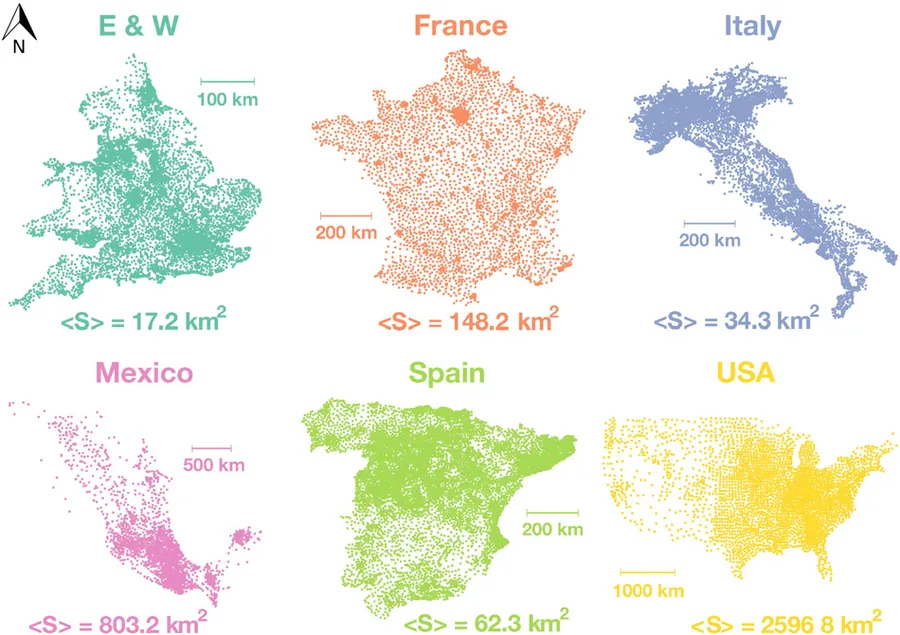 N
E & W
France
Italy
100 km
200 km
200 km
<S> = 17.2 km²
<S> = 148.2 km²
<S> = 34.3 km²
Mexico
Spain
USA
500 km
200 km
1000 km
<S> = 803.2 km²
<S> = 62.3 km²
<S> = 2596 8 km²